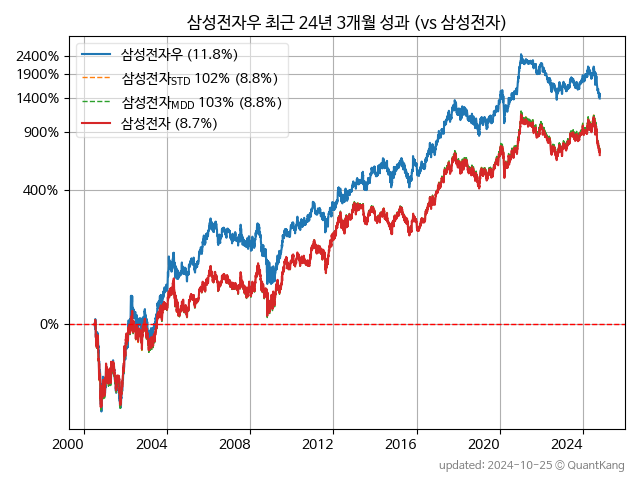 삼성전자우 최근 24년 3개월 성과 (vs 삼성전자)
삼성전자우 (11.8%)
삼성전자STD 102% (8.8%)
삼성전자MDD 103% (8.8%)
삼성전자 (8.7%)
2400%
1900%
1400%
900%
400%
0%
2000 2004 2008 2012 2016 2020 2024
updated: 2024-10-25 © QuantKang